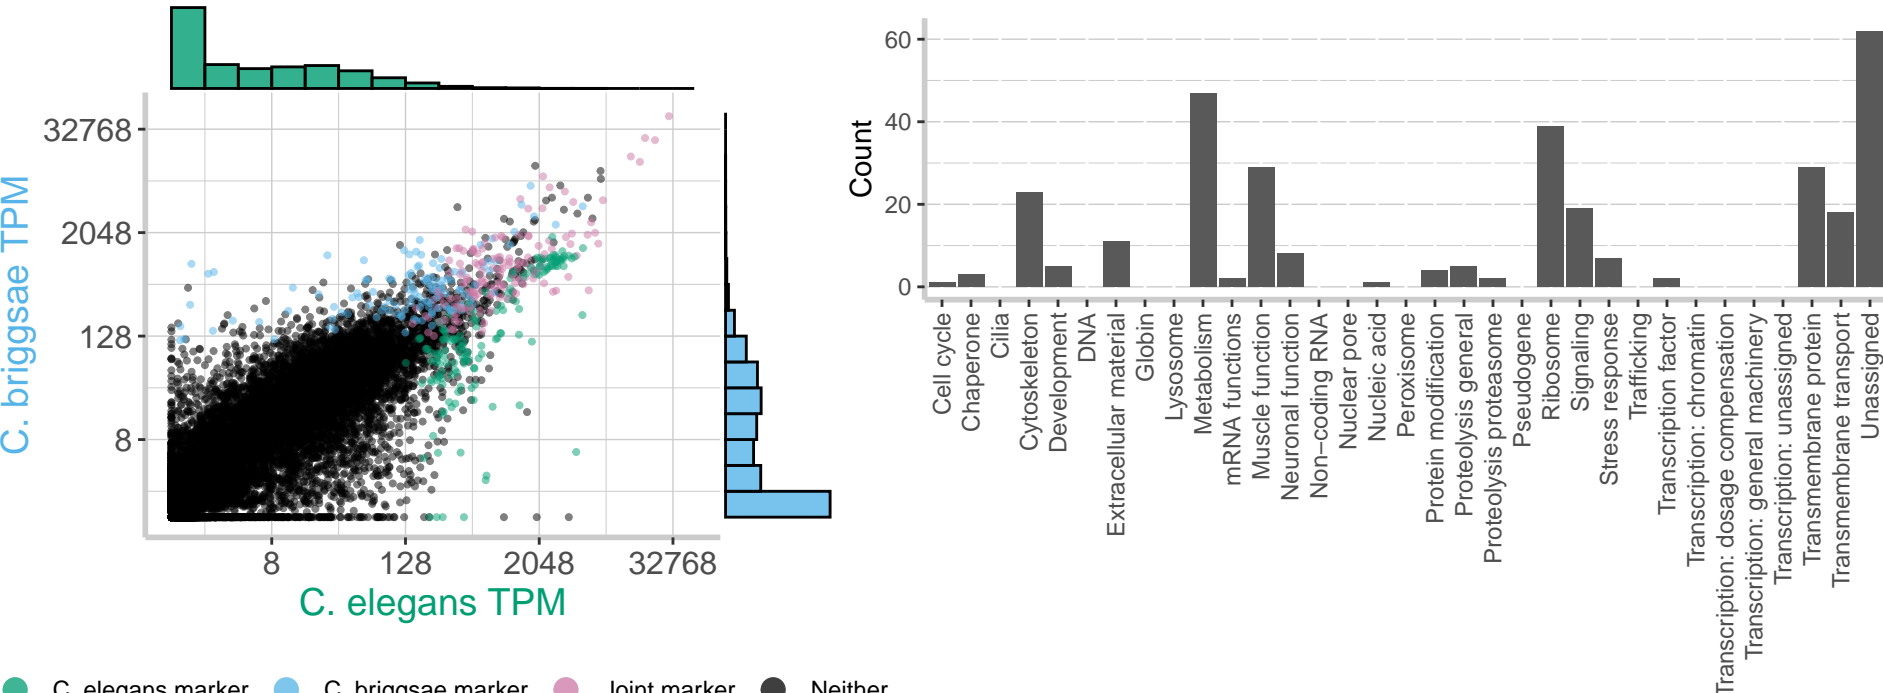 32768
2048
128
8
C. briggsae TPM
8
128
2048
32768
C. elegans TPM
C. elegans marker
C. briggsae marker
Joint marker
Neither
60
40
20
0
Count
Cell cycle
Chaperone
Cilia
Cytoskeleton
Development
DNA
Extracellular material
Globin
Lysosome
Metabolism
mRNA functions
Muscle function
Neuronal function
Non−coding RNA
Nuclear pore
Nucleic acid
Peroxisome
Protein modification
Proteolysis general
Proteolysis proteasome
Pseudogene
Ribosome
Signaling
Stress response
Trafficking
Transcription factor
Transcription: chromatin
Transcription: dosage compensation
Transcription: general machinery
Transcription: unassigned
Transmembrane protein
Transmembrane transport
Unassigned